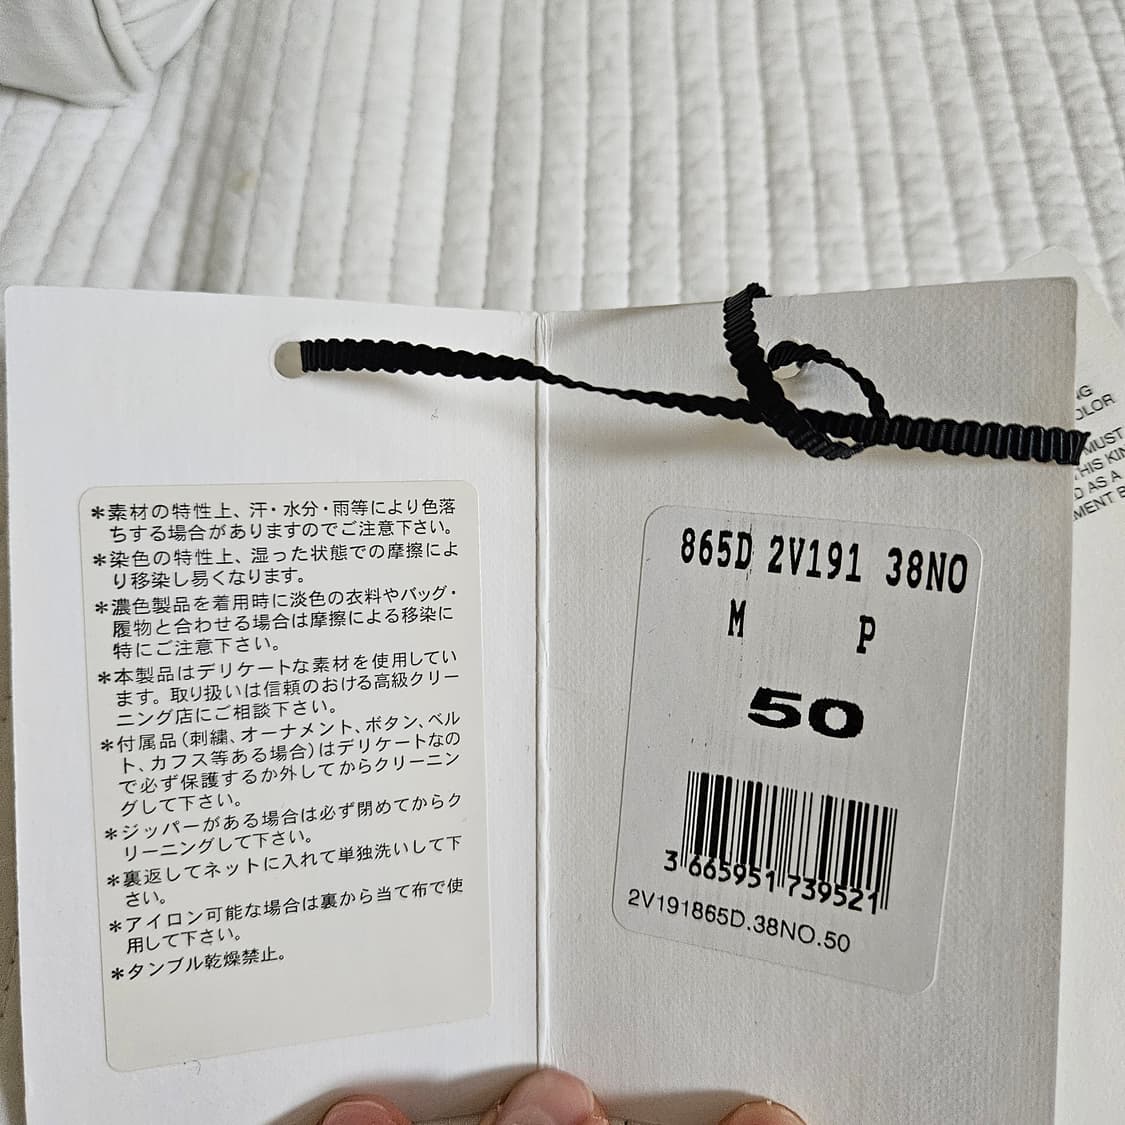 *素材の特性上、汗・水分・雨等により色落
ちする場合がありますのでご注意下さい。
*染色の特性上、湿った状態での摩擦によ
り移染し易くなります。
*濃色製品を着用時に淡色の衣料やバッグ・
履物と合わせる場合は摩擦による移染に
特にご注意下さい。
*本製品はデリケートな素材を使用してい
ます。取り扱いは信頼のおける高級クリー
ニング店にご相談下さい。
*付属品(刺繍、オーナメント、ボタン、ベル
ト、カフス等ある場合)はデリケートなの
で必ず保護するか外してからクリーニン
グして下さい。
*ジッパーがある場合は必ず閉めてからク
リーニングして下さい。
*裏返してネットに入れて単独洗いして下
さい。
*アイロン可能な場合は裏から当て布で使
用して下さい。
*タンブル乾燥禁止。
865D 2V191 38NO
M P
50
3 665951 739521
2V191865D.38NO.50
OLOR
MUST
THIS KIN
D AS A
MENT B